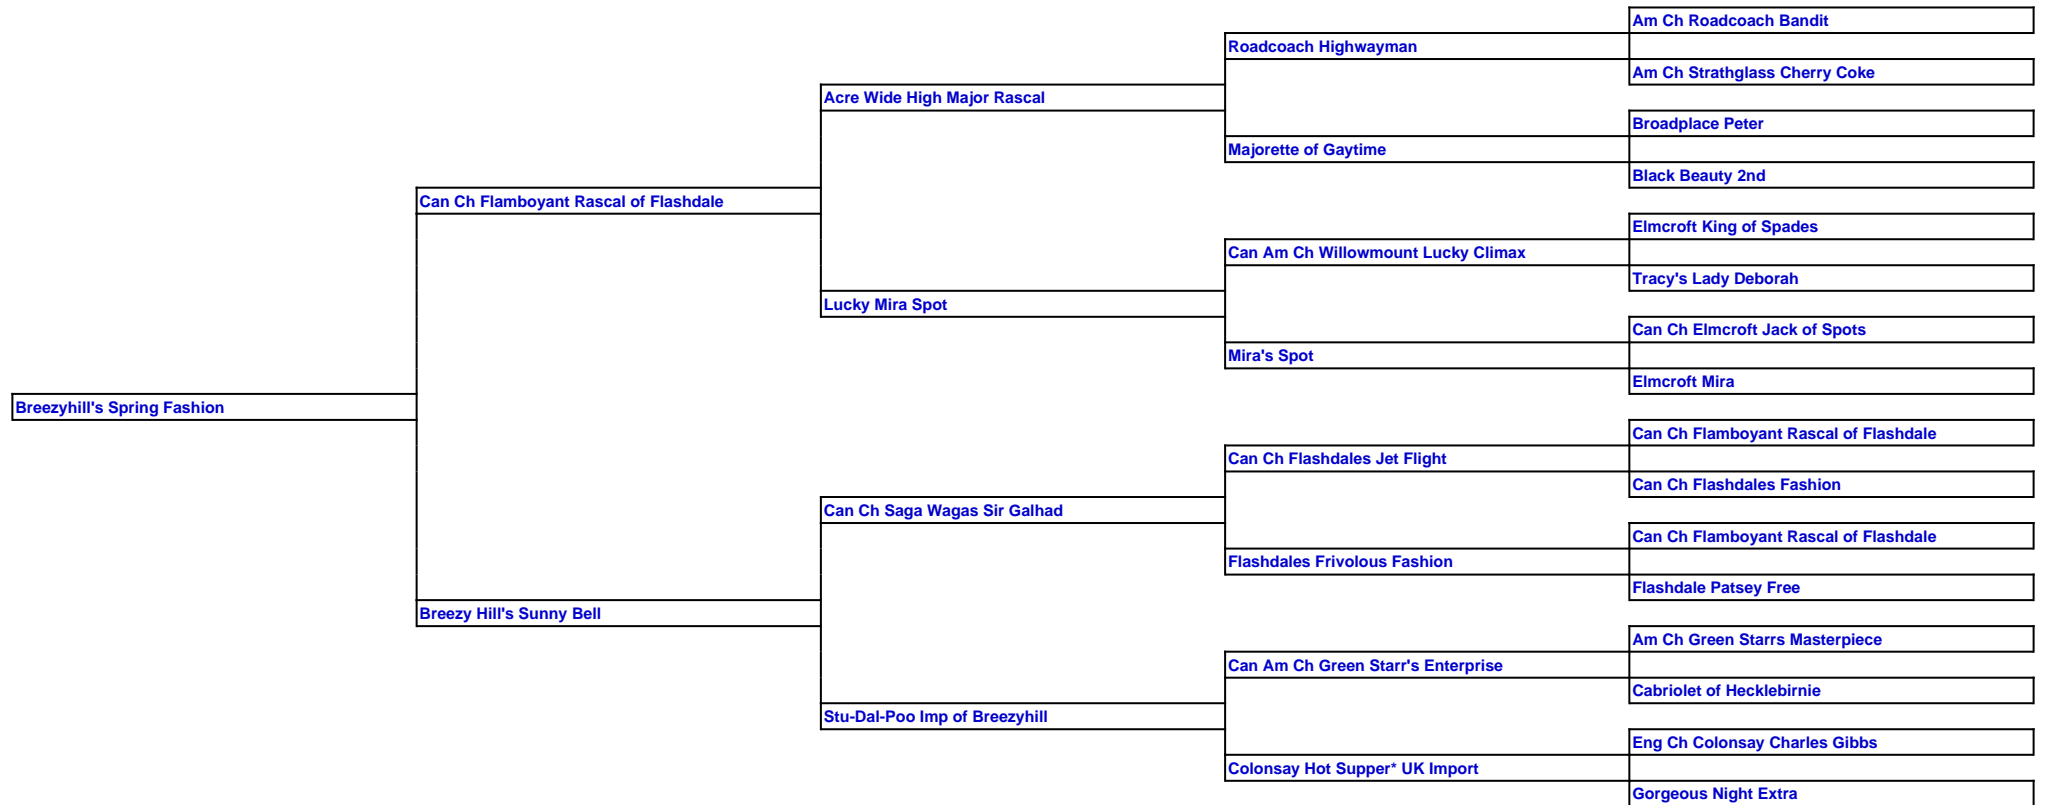 Am Ch Roadcoach Bandit
Roadcoach Highwayman
Am Ch Strathglass Cherry Coke
Acre Wide High Major Rascal
Broadplace Peter
Majorette of Gaytime
Black Beauty 2nd
Can Ch Flamboyant Rascal of Flashdale
Elmcroft King of Spades
Can Am Ch Willowmount Lucky Climax
Tracy's Lady Deborah
Lucky Mira Spot
Can Ch Elmcroft Jack of Spots
Mira's Spot
Elmcroft Mira
Breezyhill's Spring Fashion
Can Ch Flamboyant Rascal of Flashdale
Can Ch Flashdales Jet Flight
Can Ch Flashdales Fashion
Can Ch Saga Wagas Sir Galhad
Can Ch Flamboyant Rascal of Flashdale
Flashdales Frivolous Fashion
Flashdale Patsey Free
Breezy Hill's Sunny Bell
Am Ch Green Starrs Masterpiece
Can Am Ch Green Starr's Enterprise
Cabriolet of Hecklebirnie
Stu-Dal-Poo Imp of Breezyhill
Eng Ch Colonsay Charles Gibbs
Colonsay Hot Supper* UK Import
Gorgeous Night Extra